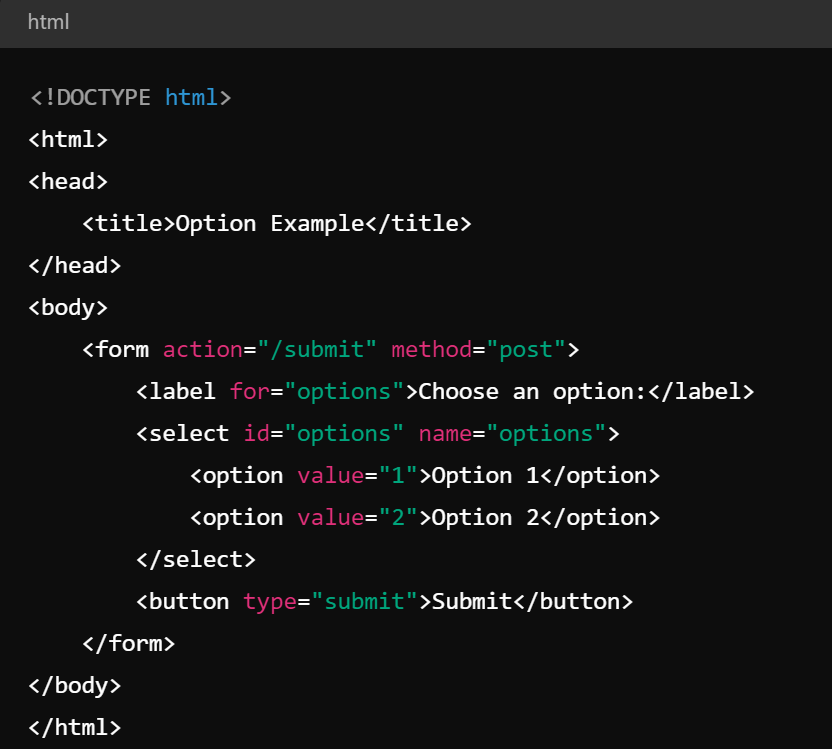 html
<!DOCTYPE html>
<html>
<head>
    <title>Option Example</title>
</head>
<body>
    <form action="/submit" method="post">
        <label for="options">Choose an option:</label>
        <select id="options" name="options">
            <option value="1">Option 1</option>
            <option value="2">Option 2</option>
        </select>
        <button type="submit">Submit</button>
    </form>
</body>
</html>